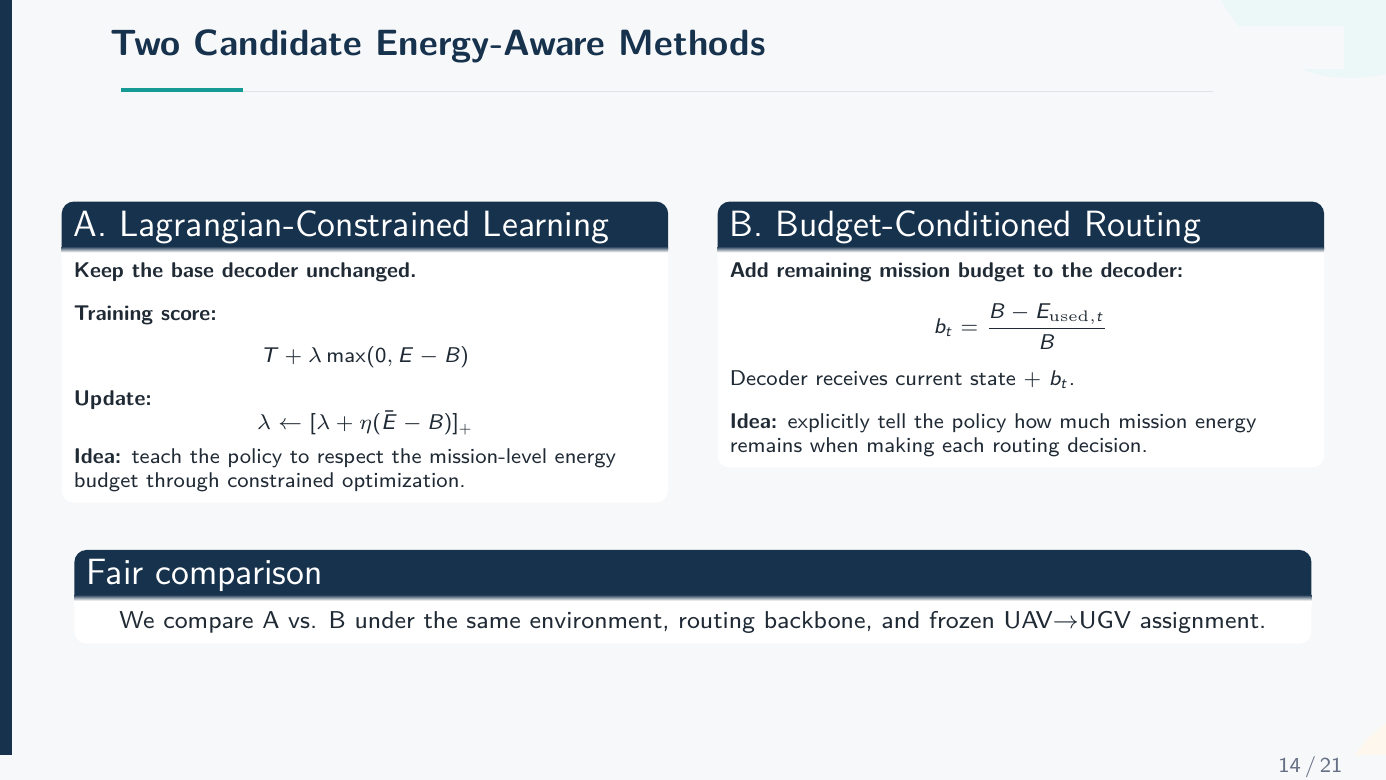 Two Candidate Energy-Aware Methods
A. Lagrangian-Constrained Learning
Keep the base decoder unchanged.
Training score:
T + λ max(0, E − B)
Update:
λ ← [λ + η(Ē − B)]₊
Idea: teach the policy to respect the mission-level energy
budget through constrained optimization.
B. Budget-Conditioned Routing
Add remaining mission budget to the decoder:
b_t = (B − E_used,t) / B
Decoder receives current state + b_t.
Idea: explicitly tell the policy how much mission energy
remains when making each routing decision.
Fair comparison
We compare A vs. B under the same environment, routing backbone, and frozen UAV→UGV assignment.
14 / 21